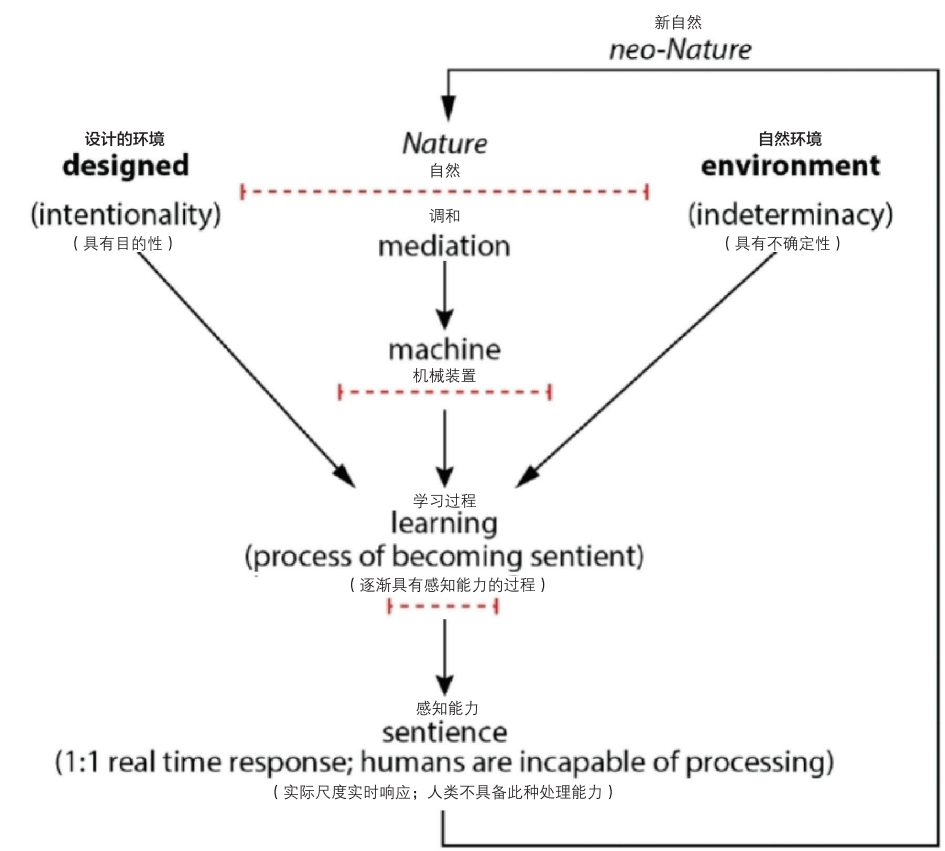 新自然
neo-Nature
设计的环境
designed
(intentionality)
（具有目的性）
Nature
自然
自然环境
environment
(indeterminacy)
（具有不确定性）
调和
mediation
machine
机械装置
学习过程
learning
(process of becoming sentient)
（逐渐具有感知能力的过程）
感知能力
sentience
(1:1 real time response; humans are incapable of processing)
（实际尺度实时响应；人类不具备此种处理能力）